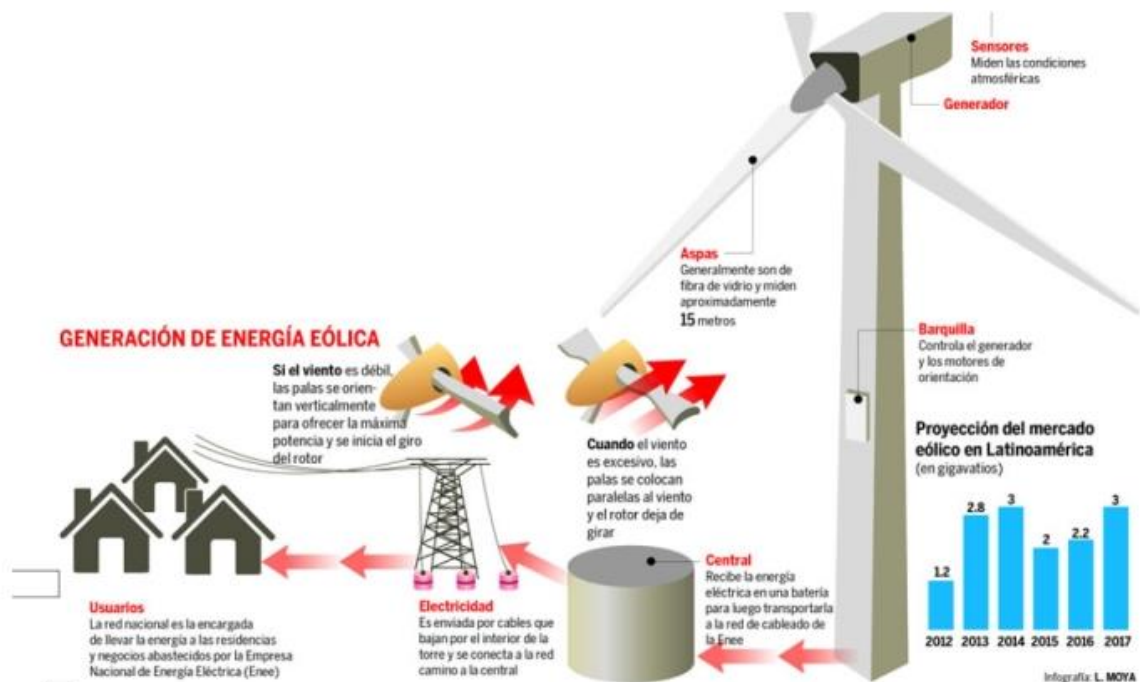 Sensores
Miden las condiciones
atmosféricas
Generador
Aspas
Generalmente son de
fibra de vidrio y miden
aproximadamente
15 metros
Barquilla
Controla el generador
y los motores de
orientación
GENERACIÓN DE ENERGÍA EÓLICA
Si el viento es débil,
las palas se orien-
tan verticalmente
para ofrecer la máxima
potencia y se inicia el giro
del rotor
Cuando el viento
es excesivo, las
palas se colocan
paralelas al viento
y el rotor deja de
girar
Usuarios
La red nacional es la encargada
de llevar la energía a las residencias
y negocios abastecidos por la Empresa
Nacional de Energía Eléctrica (Enee)
Electricidad
Es enviada por cables que
bajan por el interior de la
torre y se conecta a la red
camino a la central
Central
Recibe la energía
eléctrica en una batería
para luego transportarla
a la red de cableado de
la Enee
Proyección del mercado
eólico en Latinoamérica
(en gigavatios)
1.2 2.8 3 2 2.2 3
2012 2013 2014 2015 2016 2017
Infografía: L. MOYA